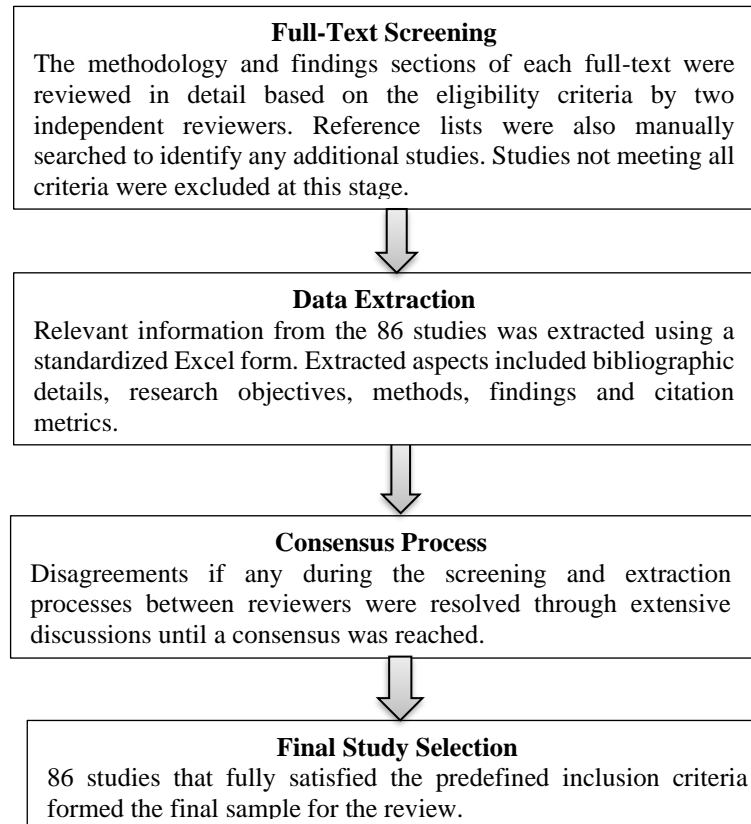 Full-Text Screening
The methodology and findings sections of each full-text were
reviewed in detail based on the eligibility criteria by two
independent reviewers. Reference lists were also manually
searched to identify any additional studies. Studies not meeting all
criteria were excluded at this stage.
Data Extraction
Relevant information from the 86 studies was extracted using a
standardized Excel form. Extracted aspects included bibliographic
details, research objectives, methods, findings and citation
metrics.
Consensus Process
Disagreements if any during the screening and extraction
processes between reviewers were resolved through extensive
discussions until a consensus was reached.
Final Study Selection
86 studies that fully satisfied the predefined inclusion criteria
formed the final sample for the review.